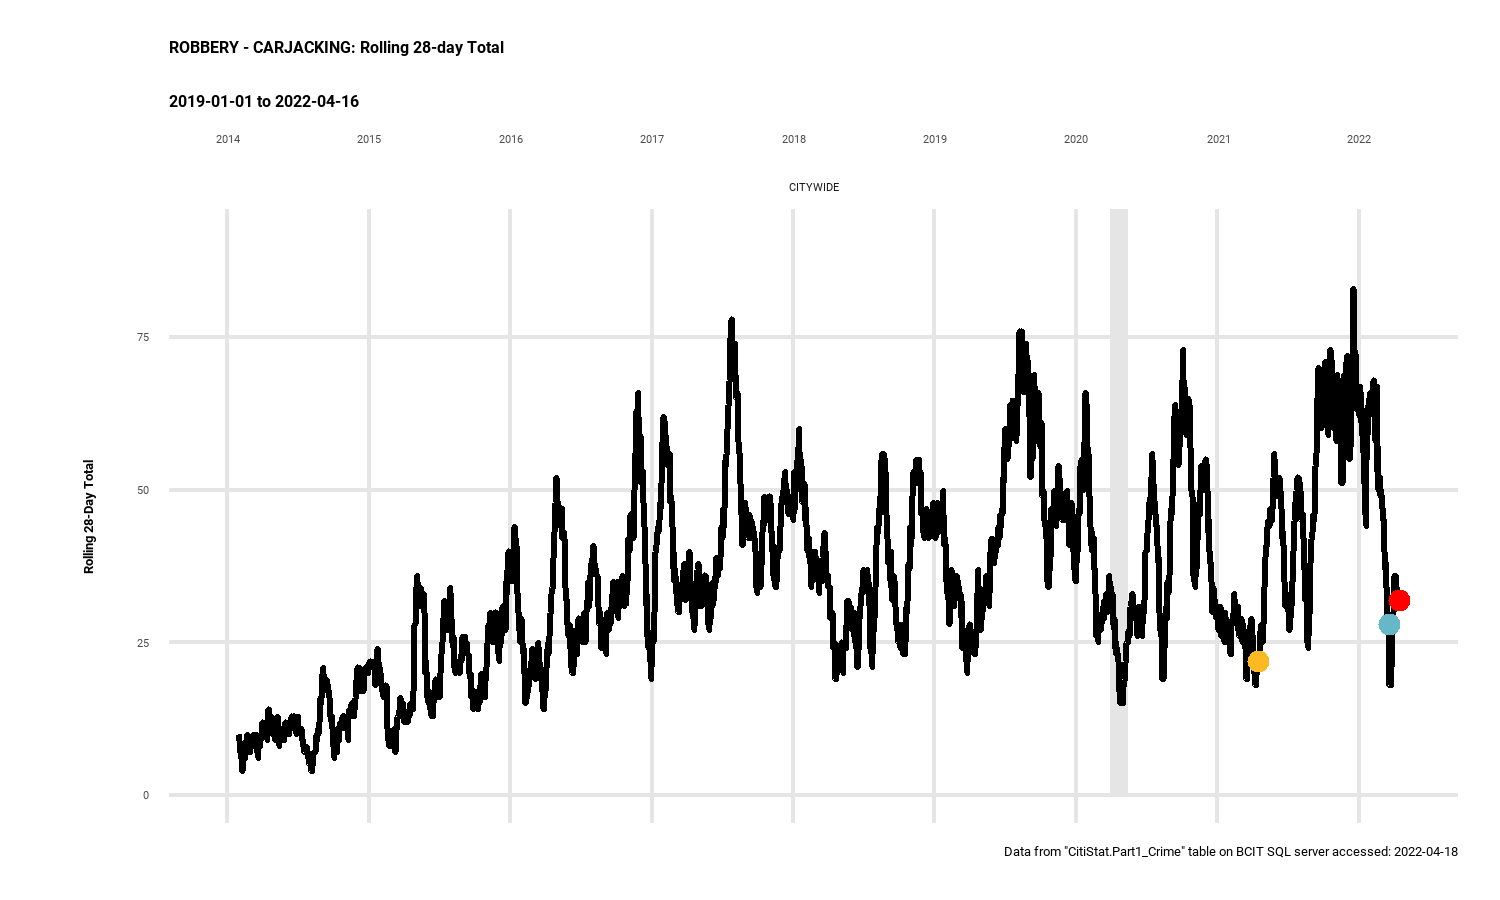 ROBBERY - CARJACKING: Rolling 28-day Total
2019-01-01 to 2022-04-16
2014 2015 2016 2017 2018 2019 2020 2021 2022
CITYWIDE
75
50
25
0
Rolling 28-Day Total
Data from "CitiStat.Part1_Crime" table on BCIT SQL server accessed: 2022-04-18